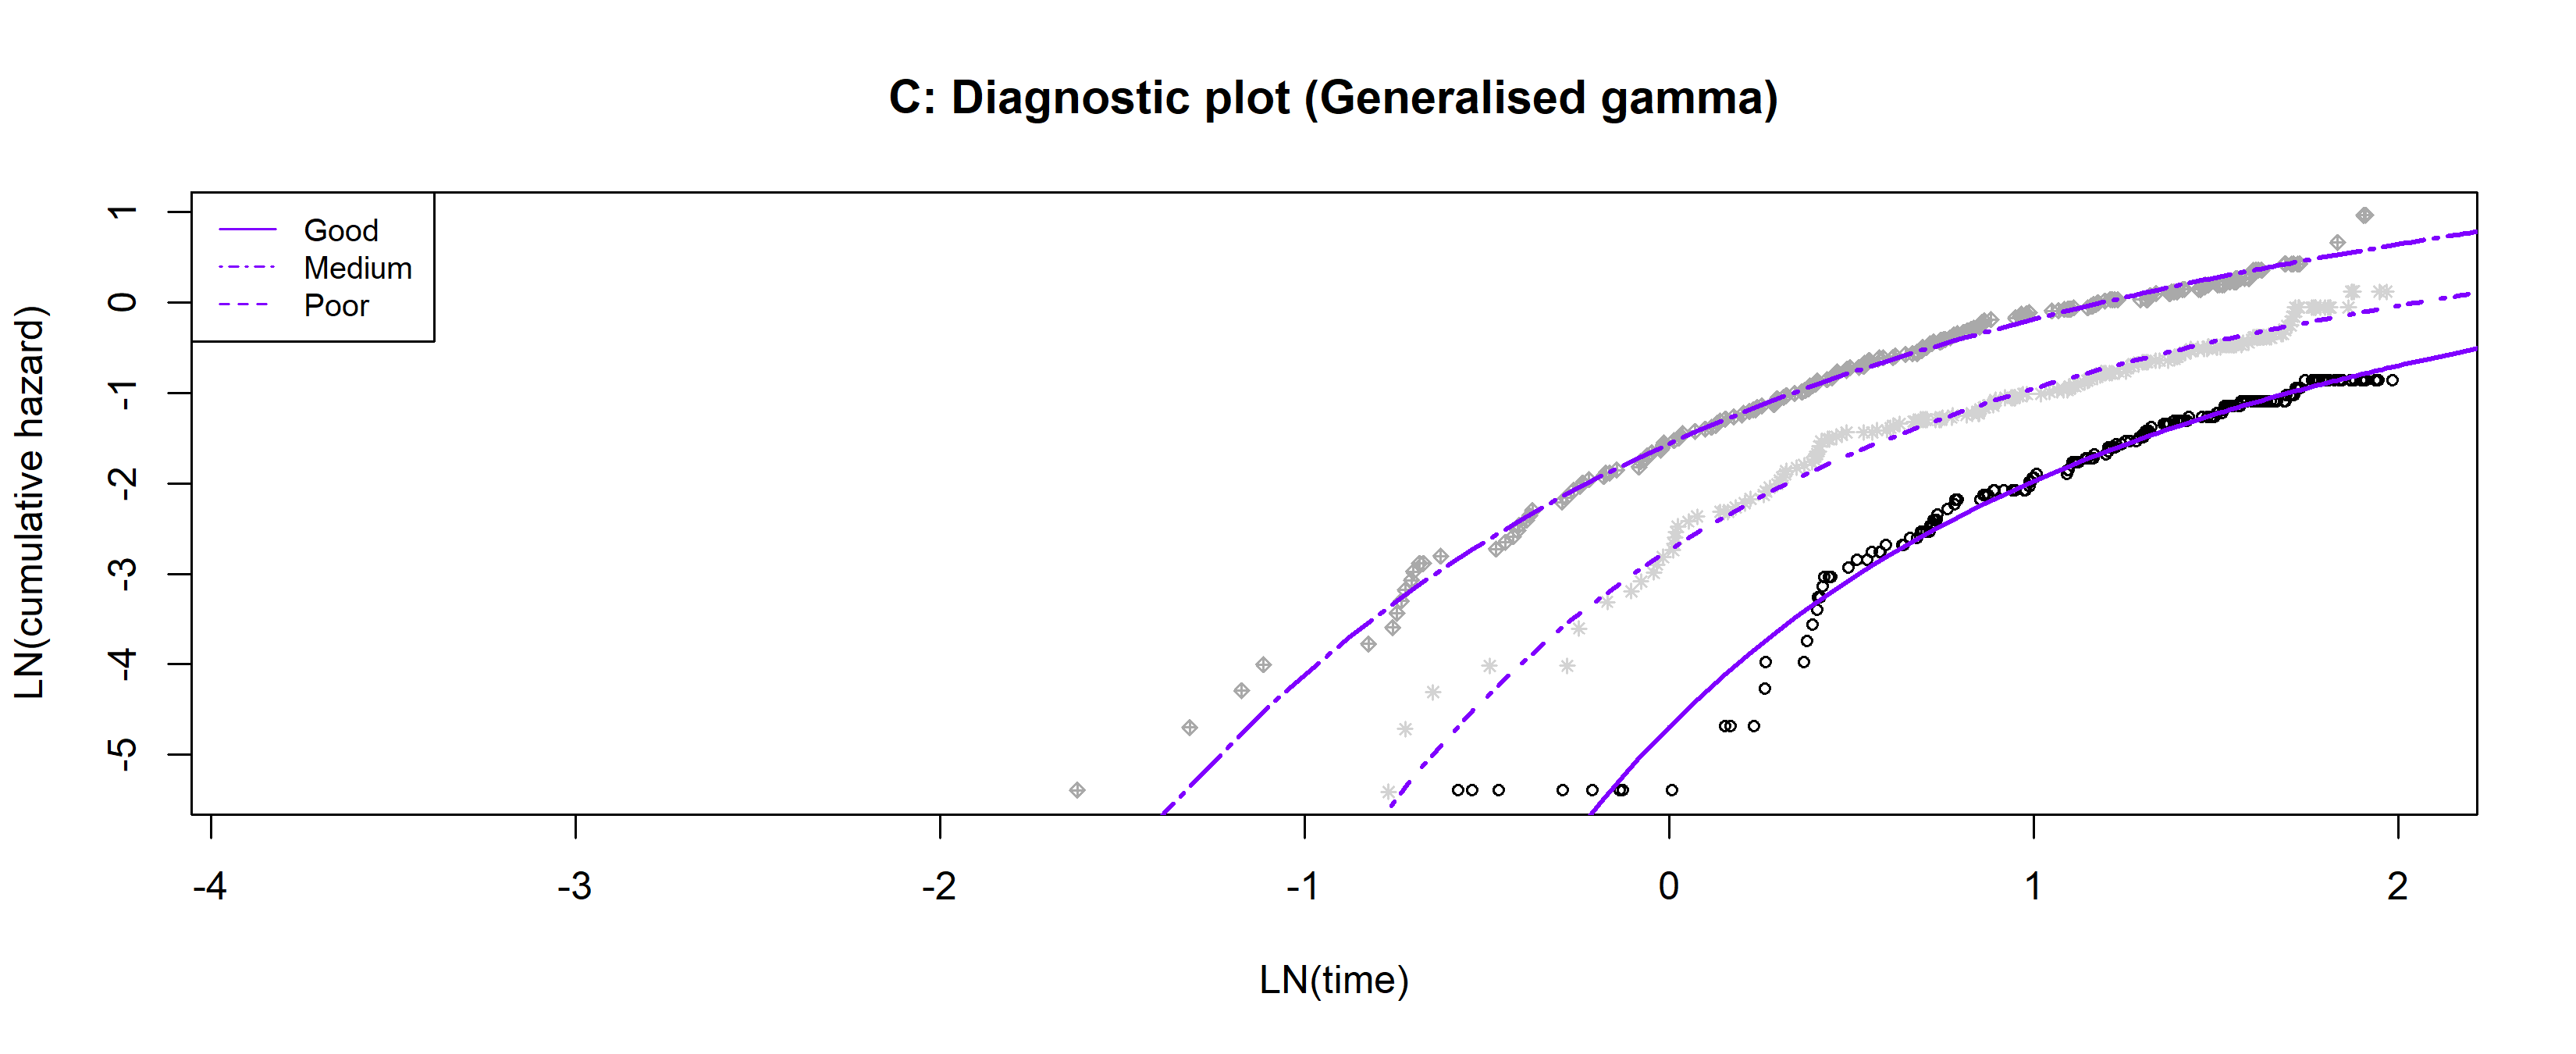 C: Diagnostic plot (Generalised gamma)
Good
Medium
Poor
LN(cumulative hazard)
1
0
-1
-2
-3
-4
-5
-4 -3 -2 -1 0 1 2
LN(time)